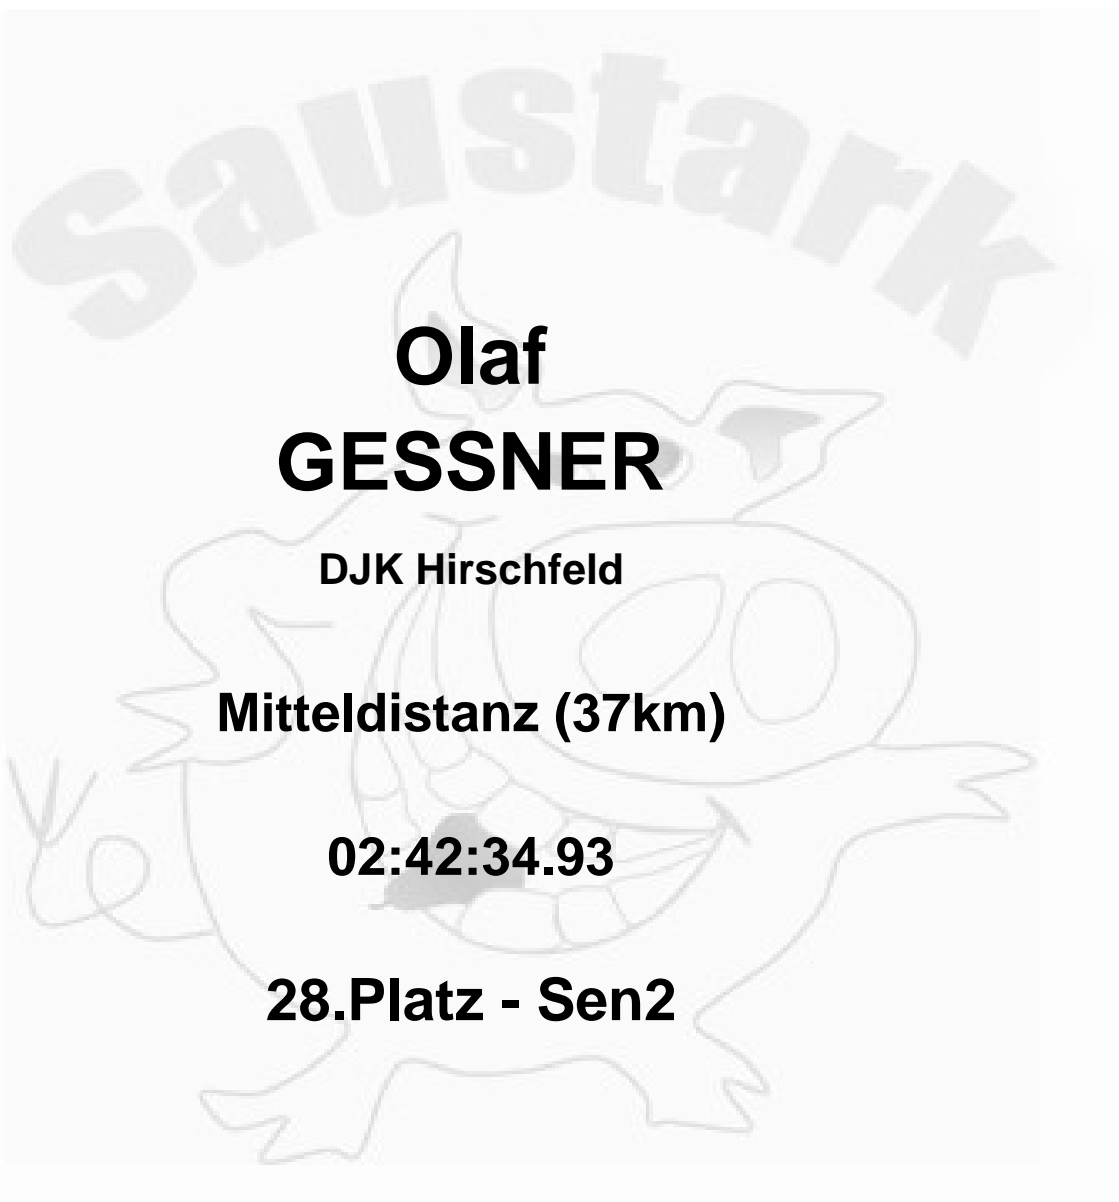 Saustark
Olaf
GESSNER
DJK Hirschfeld
Mitteldistanz (37km)
02:42:34.93
28.Platz - Sen2